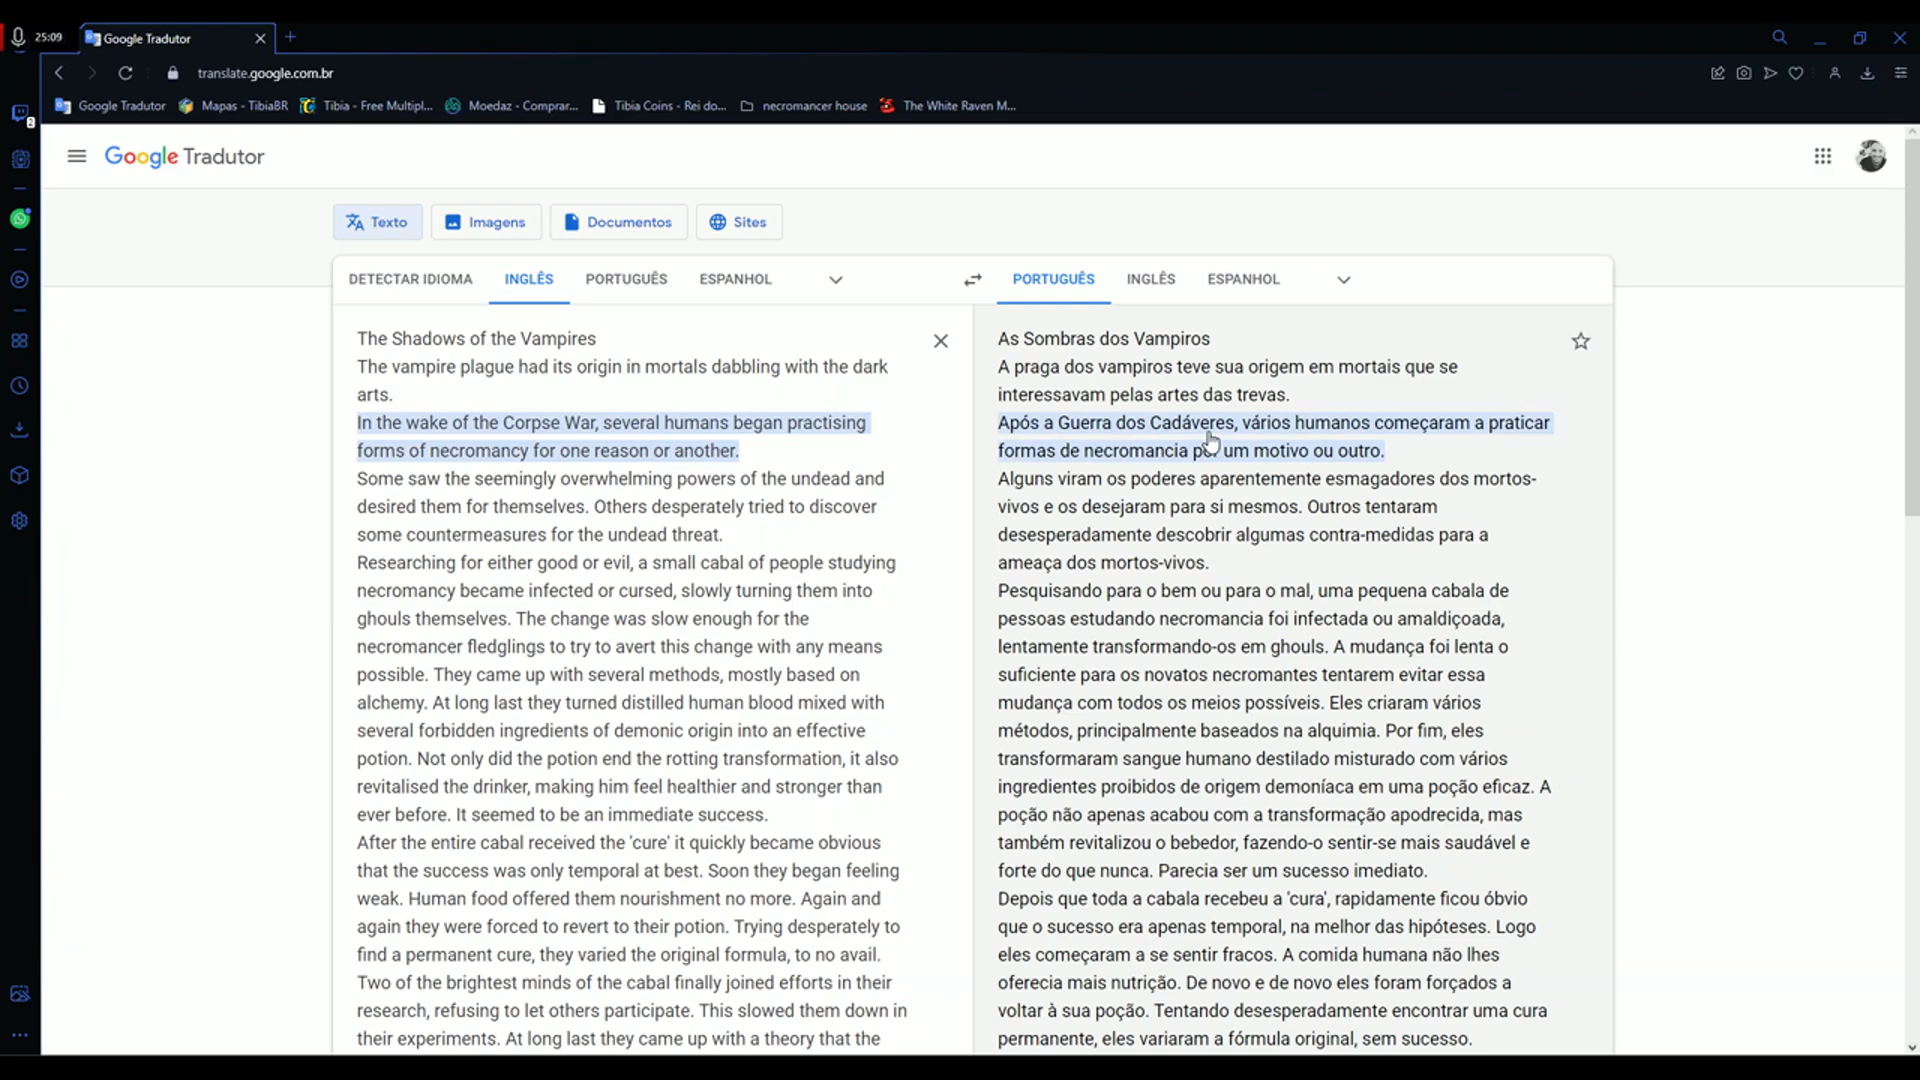 25:09
Google Tradutor
translate.google.com.br
Google Tradutor
Mapas - TibiaBR
Tibia - Free Multipl...
Moedaz - Comprar...
Tibia Coins - Rei do...
necromancer house
The White Raven M...
2
Google Tradutor
Texto
Imagens
Documentos
Sites
DETECTAR IDIOMA
INGLÊS
PORTUGUÊS
ESPANHOL
PORTUGUÊS
INGLÊS
ESPANHOL
The Shadows of the Vampires
The vampire plague had its origin in mortals dabbling with the dark
arts.
In the wake of the Corpse War, several humans began practising
forms of necromancy for one reason or another.
Some saw the seemingly overwhelming powers of the undead and
desired them for themselves. Others desperately tried to discover
some countermeasures for the undead threat.
Researching for either good or evil, a small cabal of people studying
necromancy became infected or cursed, slowly turning them into
ghouls themselves. The change was slow enough for the
necromancer fledglings to try to avert this change with any means
possible. They came up with several methods, mostly based on
alchemy. At long last they turned distilled human blood mixed with
several forbidden ingredients of demonic origin into an effective
potion. Not only did the potion end the rotting transformation, it also
revitalised the drinker, making him feel healthier and stronger than
ever before. It seemed to be an immediate success.
After the entire cabal received the 'cure' it quickly became obvious
that the success was only temporal at best. Soon they began feeling
weak. Human food offered them nourishment no more. Again and
again they were forced to revert to their potion. Trying desperately to
find a permanent cure, they varied the original formula, to no avail.
Two of the brightest minds of the cabal finally joined efforts in their
research, refusing to let others participate. This slowed them down in
their experiments. At long last they came up with a theory that the
As Sombras dos Vampiros
A praga dos vampiros teve sua origem em mortais que se
interessavam pelas artes das trevas.
Após a Guerra dos Cadáveres, vários humanos começaram a praticar
formas de necromancia por um motivo ou outro.
Alguns viram os poderes aparentemente esmagadores dos mortos-
vivos e os desejaram para si mesmos. Outros tentaram
desesperadamente descobrir algumas contra-medidas para a
ameaça dos mortos-vivos.
Pesquisando para o bem ou para o mal, uma pequena cabala de
pessoas estudando necromancia foi infectada ou amaldiçoada,
lentamente transformando-os em ghouls. A mudança foi lenta o
suficiente para os novatos necromantes tentarem evitar essa
mudança com todos os meios possíveis. Eles criaram vários
métodos, principalmente baseados na alquimia. Por fim, eles
transformaram sangue humano destilado misturado com vários
ingredientes proibidos de origem demoníaca em uma poção eficaz. A
poção não apenas acabou com a transformação apodrecida, mas
também revitalizou o bebedor, fazendo-o sentir-se mais saudável e
forte do que nunca. Parecia ser um sucesso imediato.
Depois que toda a cabala recebeu a 'cura', rapidamente ficou óbvio
que o sucesso era apenas temporal, na melhor das hipóteses. Logo
eles começaram a se sentir fracos. A comida humana não lhes
oferecia mais nutrição. De novo e de novo eles foram forçados a
voltar à sua poção. Tentando desesperadamente encontrar uma cura
permanente, eles variaram a fórmula original, sem sucesso.